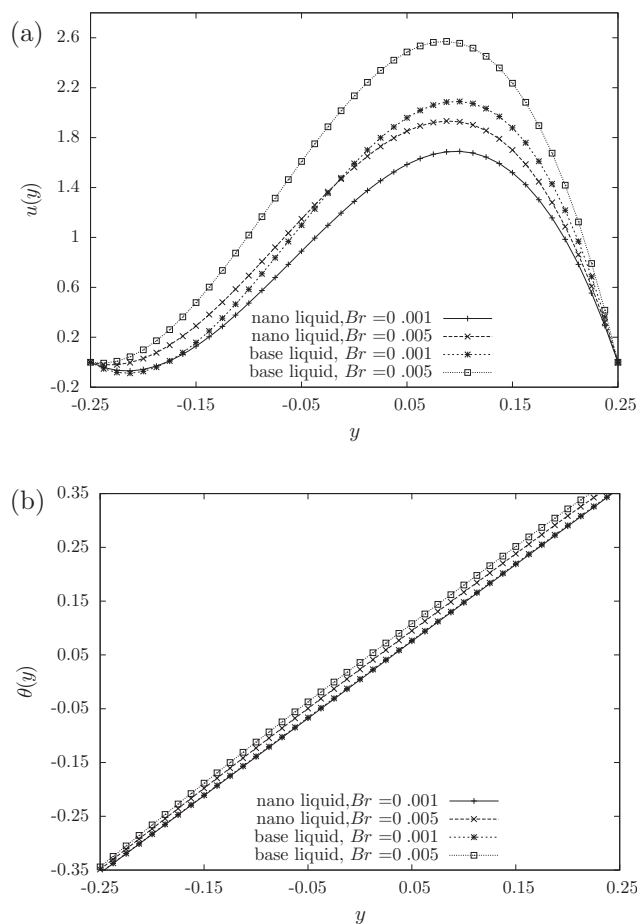 (a)
2.6
2.2
1.8
1.4
1
0.6
0.2
-0.2
u(y)
nano liquid,Br =0 .001
nano liquid,Br =0 .005
base liquid, Br =0 .001
base liquid, Br =0 .005
-0.25 -0.15 -0.05 0.05 0.15 0.25
y
(b)
0.35
0.25
0.15
0.05
-0.05
-0.15
-0.25
-0.35
θ(y)
nano liquid,Br =0 .001
nano liquid,Br =0 .005
base liquid, Br =0 .001
base liquid, Br =0 .005
-0.25 -0.15 -0.05 0.05 0.15 0.25
y